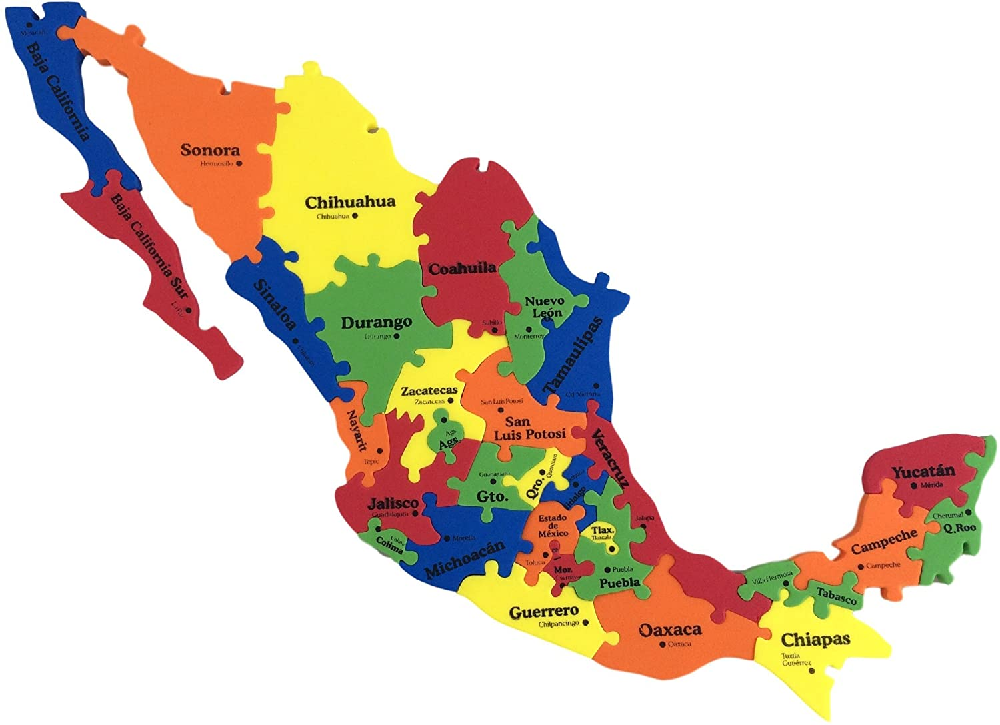 Mexicali
Baja California
Sonora
Hermosillo
Chihuahua
Chihuahua
Baja California Sur
La Paz
Sinaloa
Culiacán
Coahuila
Saltillo
Nuevo
León
Monterrey
Durango
Durango
Tamaulipas
Cd. Victoria
Zacatecas
Zacatecas
San Luis Potosí
San
Luis Potosí
Nayarit
Tepic
Ags.
Ags.
Veracruz
Jalapa
Guanajuato
Gto.
Querétaro
Qro.
Hidalgo
Jalisco
Guadalajara
Colima
Colima
Morelia
Michoacán
Estado
de
México
Toluca
DF
Tlax.
Tlaxcala
Mor.
Cuernavaca
Puebla
Puebla
Guerrero
Chilpancingo
Oaxaca
Oaxaca
Yucatán
Mérida
Chetumal
Q.Roo
Campeche
Campeche
Villa Hermosa
Tabasco
Chiapas
Tuxtla
Gutiérrez